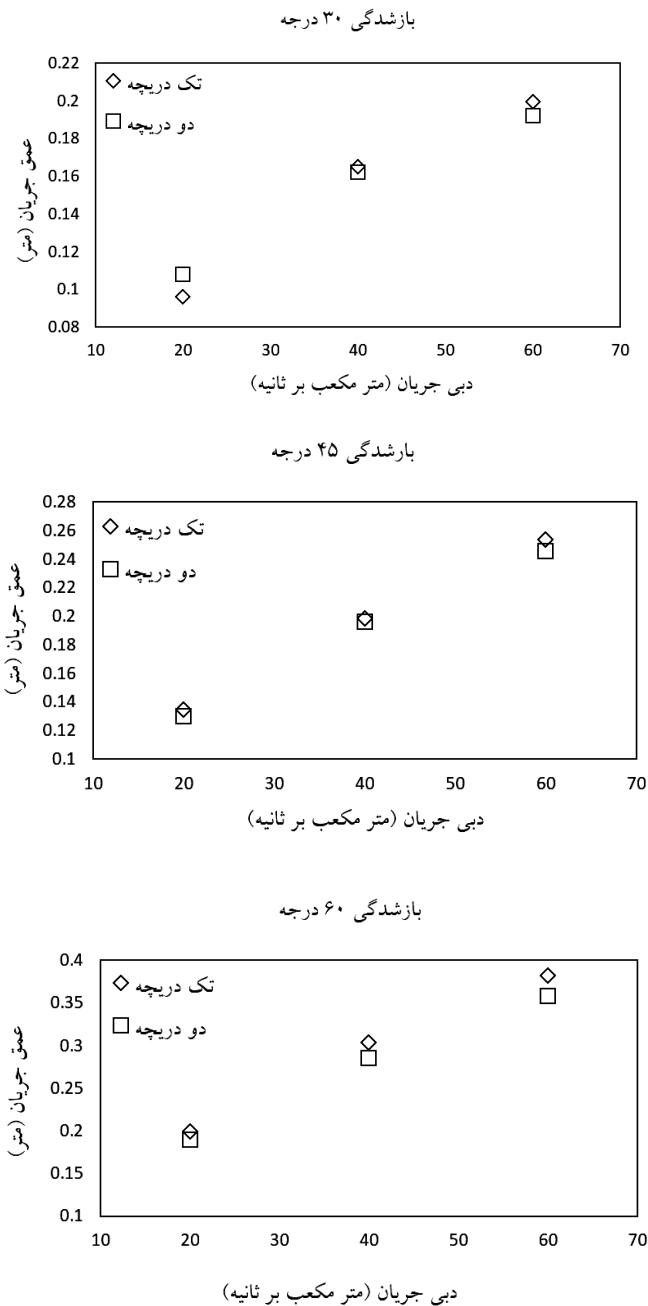 بازشدگی ۳۰ درجه
0.22
تک دریچه
0.2
دو دریچه
0.18
0.16
0.14
0.12
0.1
0.08
عمق جریان (متر)
10 20 30 40 50 60 70
دبی جریان (متر مکعب بر ثانیه)
بارشدگی ۴۵ درجه
0.28
تک دریچه
0.26
0.24
دو دریچه
0.22
0.2
0.18
0.16
0.14
0.12
0.1
عمق جریان (متر)
10 20 30 40 50 60 70
دبی جریان (متر مکعب بر ثانیه)
بازشدگی ۶۰ درجه
0.4
تک دریچه
0.35
دو دریچه
0.3
0.25
0.2
0.15
0.1
عمق جریان (متر)
10 20 30 40 50 60 70
دبی جریان (متر مکعب بر ثانیه)